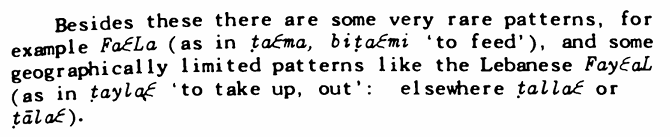 Besides these there are some very rare patterns, for
example FaƐLa (as in ṭaƐma, biṭaƐmi 'to feed'), and some
geographically limited patterns like the Lebanese FayƐaL
(as in ṭaylaƐ 'to take up, out': elsewhere ṭallaƐ or
ṭālaƐ).